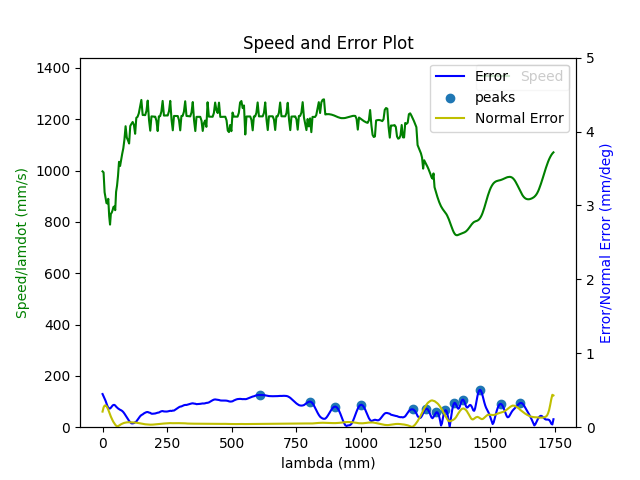 Speed and Error Plot
Speed/lamdot (mm/s)
1400
1200
1000
800
600
400
200
0
Error
Speed
peaks
Normal Error
5
4
3
2
1
0
Error/Normal Error (mm/deg)
0 250 500 750 1000 1250 1500 1750
lambda (mm)